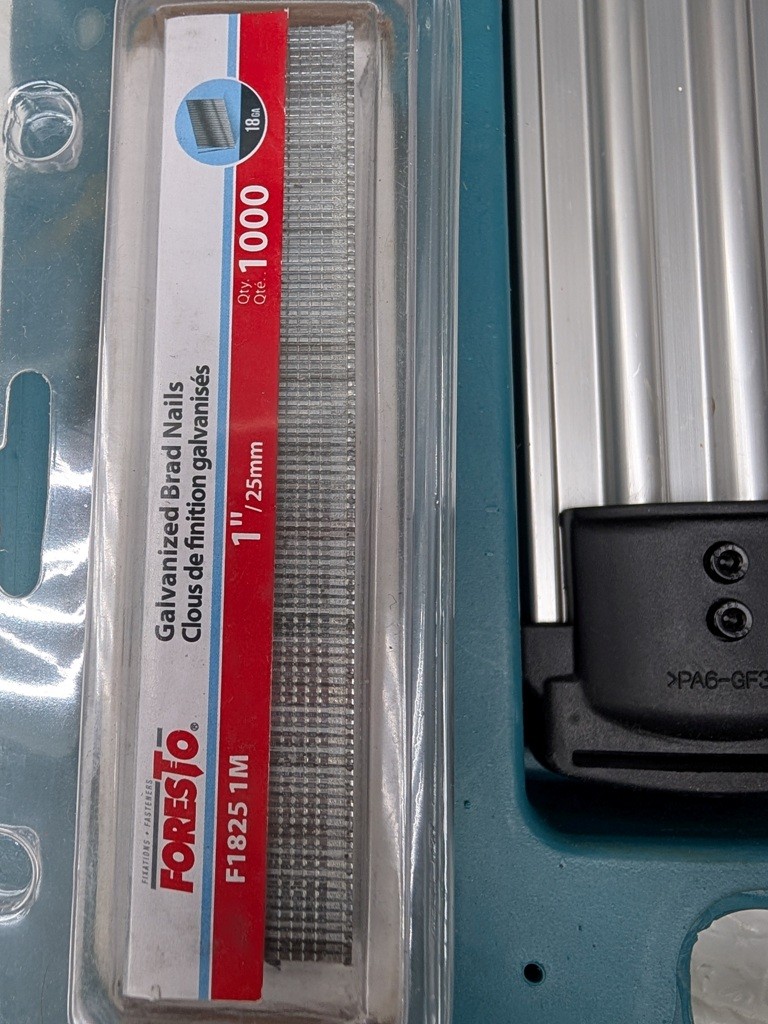 18 GA
Qty. 1000
Qté.
Galvanized Brad Nails
Clous de finition galvanisés
1" / 25mm
FIXATIONS • FASTENERS
FORESTO®
F1825 1M
>PA6-GF3